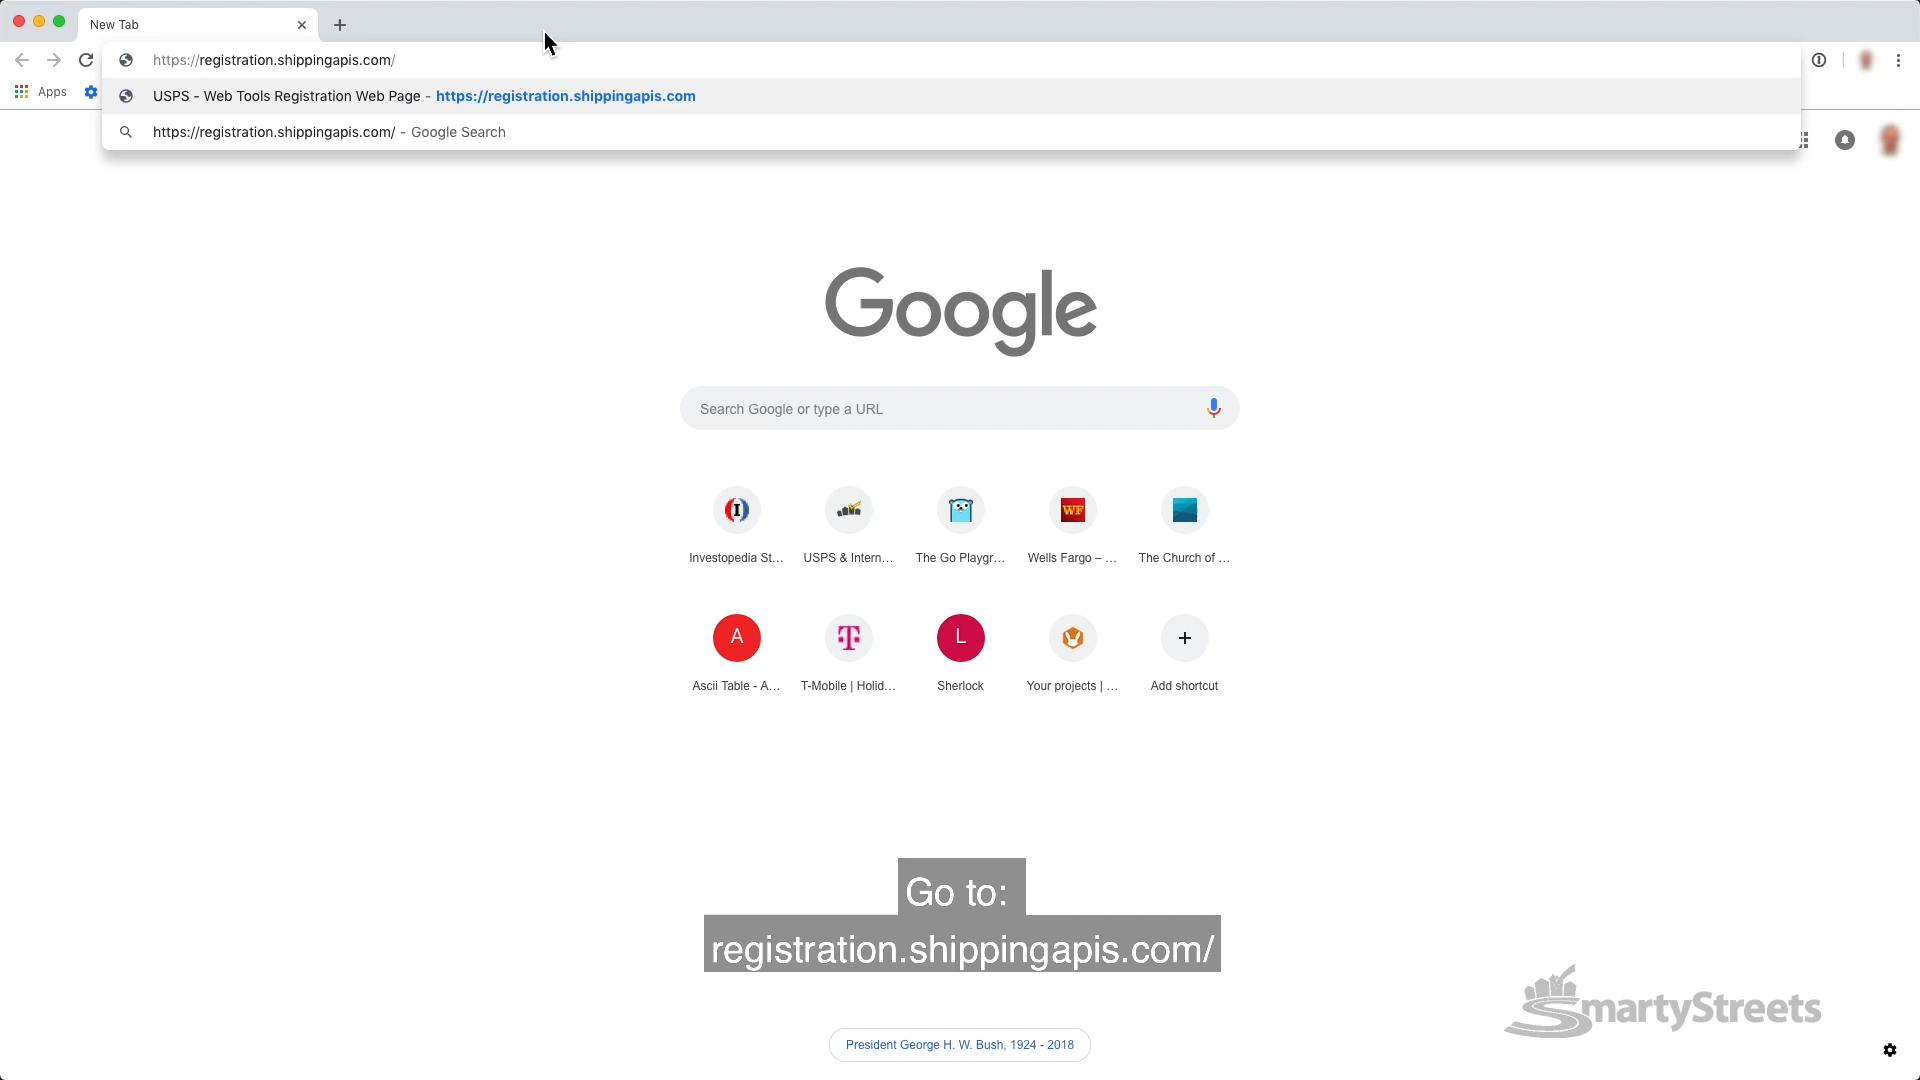 New Tab
https://registration.shippingapis.com/
USPS - Web Tools Registration Web Page - https://registration.shippingapis.com
https://registration.shippingapis.com/ - Google Search
Apps
Google
Search Google or type a URL
I
WF
Investopedia St...
USPS & Intern...
The Go Playgr...
Wells Fargo – ...
The Church of ...
A
T
L
Ascii Table - A...
T-Mobile | Holid...
Sherlock
Your projects | ...
Add shortcut
Go to:
registration.shippingapis.com/
SmartyStreets
President George H. W. Bush, 1924 - 2018